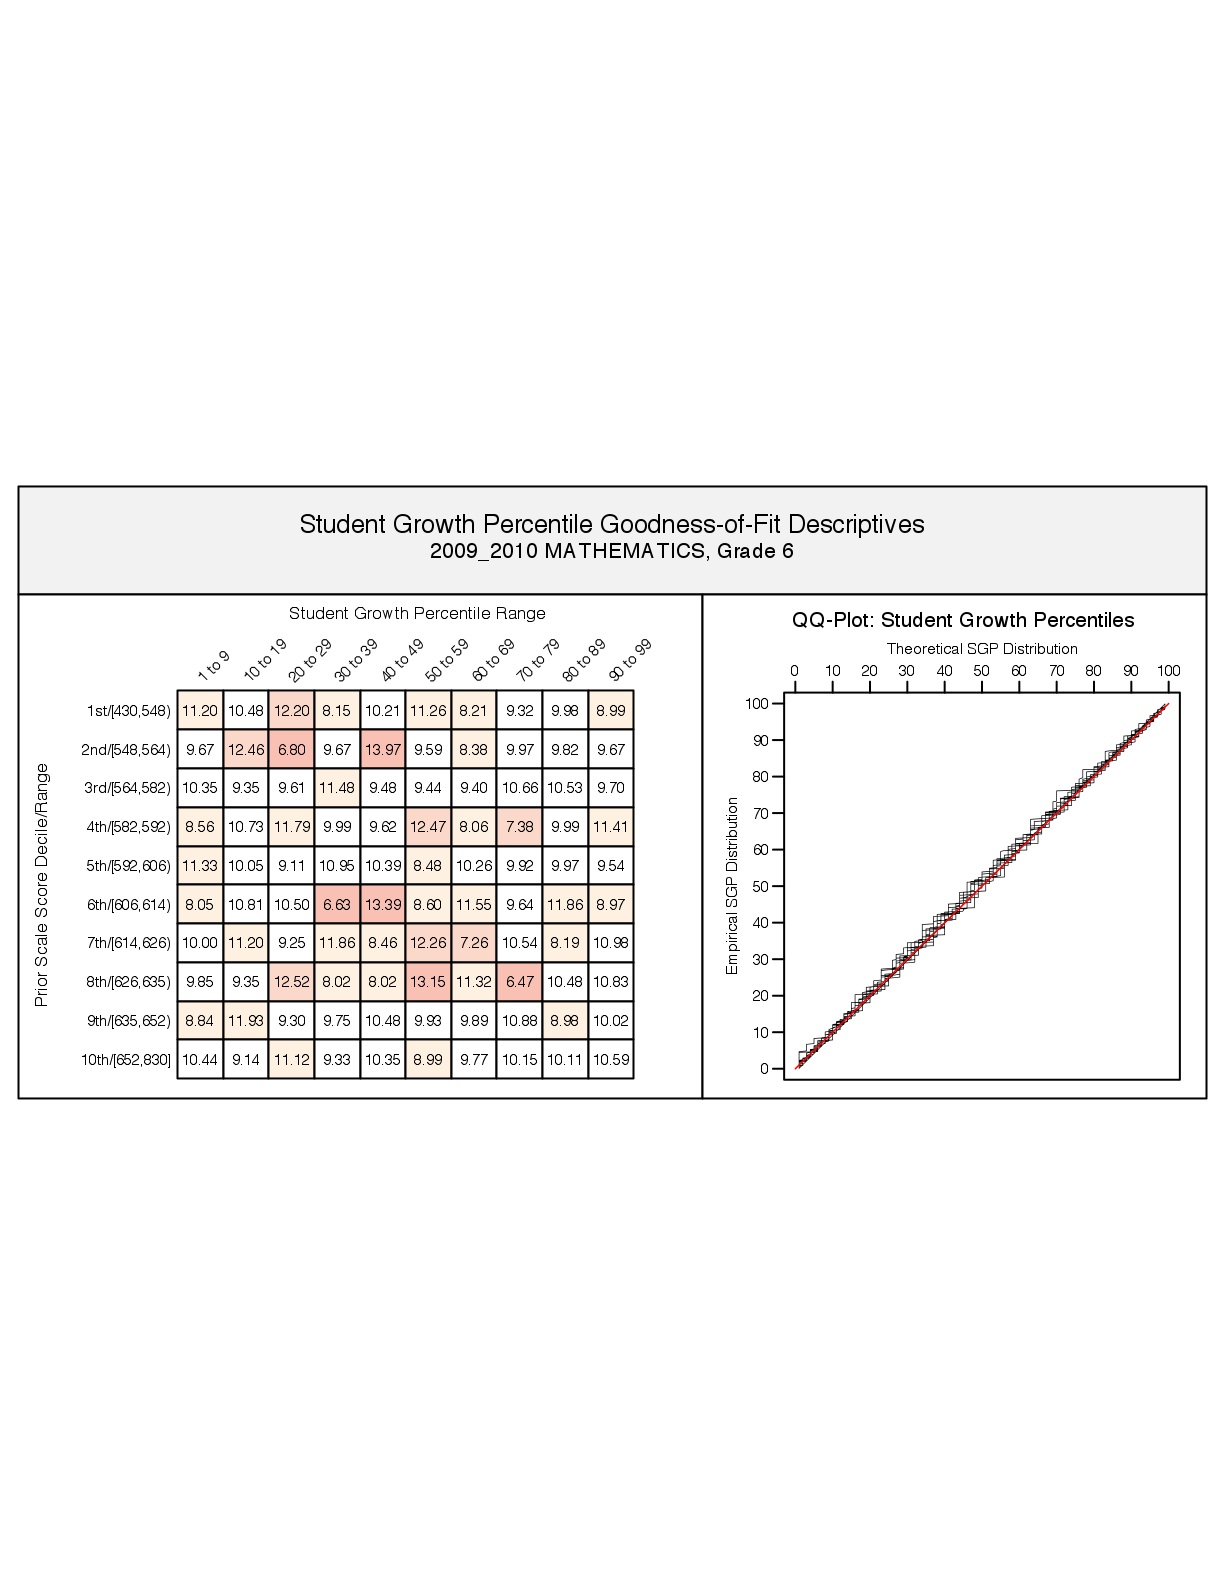 Student Growth Percentile Goodness-of-Fit Descriptives
2009_2010 MATHEMATICS, Grade 6
Student Growth Percentile Range
1 to 9 10 to 19 20 to 29 30 to 39 40 to 49 50 to 59 60 to 69 70 to 79 80 to 89 90 to 99
Prior Scale Score Decile/Range
1st/[430,548) 11.20 10.48 12.20 8.15 10.21 11.26 8.21 9.32 9.98 8.99
2nd/[548,564) 9.67 12.46 6.80 9.67 13.97 9.59 8.38 9.97 9.82 9.67
3rd/[564,582) 10.35 9.35 9.61 11.48 9.48 9.44 9.40 10.66 10.53 9.70
4th/[582,592) 8.56 10.73 11.79 9.99 9.62 12.47 8.06 7.38 9.99 11.41
5th/[592,606) 11.33 10.05 9.11 10.95 10.39 8.48 10.26 9.92 9.97 9.54
6th/[606,614) 8.05 10.81 10.50 6.63 13.39 8.60 11.55 9.64 11.86 8.97
7th/[614,626) 10.00 11.20 9.25 11.86 8.46 12.26 7.26 10.54 8.19 10.98
8th/[626,635) 9.85 9.35 12.52 8.02 8.02 13.15 11.32 6.47 10.48 10.83
9th/[635,652) 8.84 11.93 9.30 9.75 10.48 9.93 9.89 10.88 8.98 10.02
10th/[652,830] 10.44 9.14 11.12 9.33 10.35 8.99 9.77 10.15 10.11 10.59
QQ-Plot: Student Growth Percentiles
Theoretical SGP Distribution
0 10 20 30 40 50 60 70 80 90 100
Empirical SGP Distribution
100
90
80
70
60
50
40
30
20
10
0